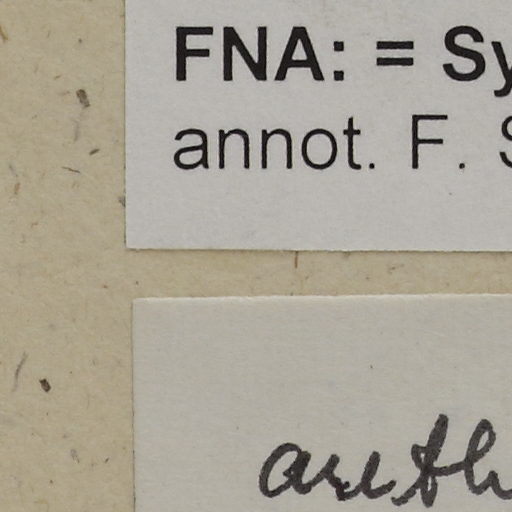 FNA: = Sy
annot. F. S